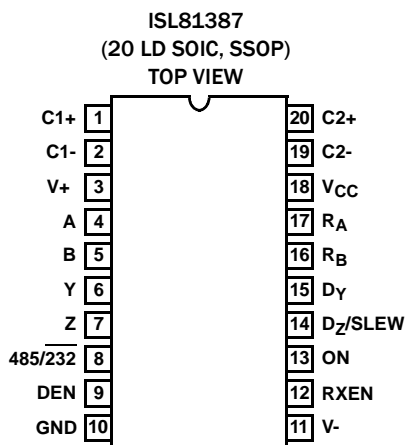 ISL81387
(20 LD SOIC, SSOP)
TOP VIEW
C1+ 1 20 C2+
C1- 2 19 C2-
V+ 3 18 VCC
A 4 17 RA
B 5 16 RB
Y 6 15 DY
Z 7 14 DZ/SLEW
485/232 8 13 ON
DEN 9 12 RXEN
GND 10 11 V-